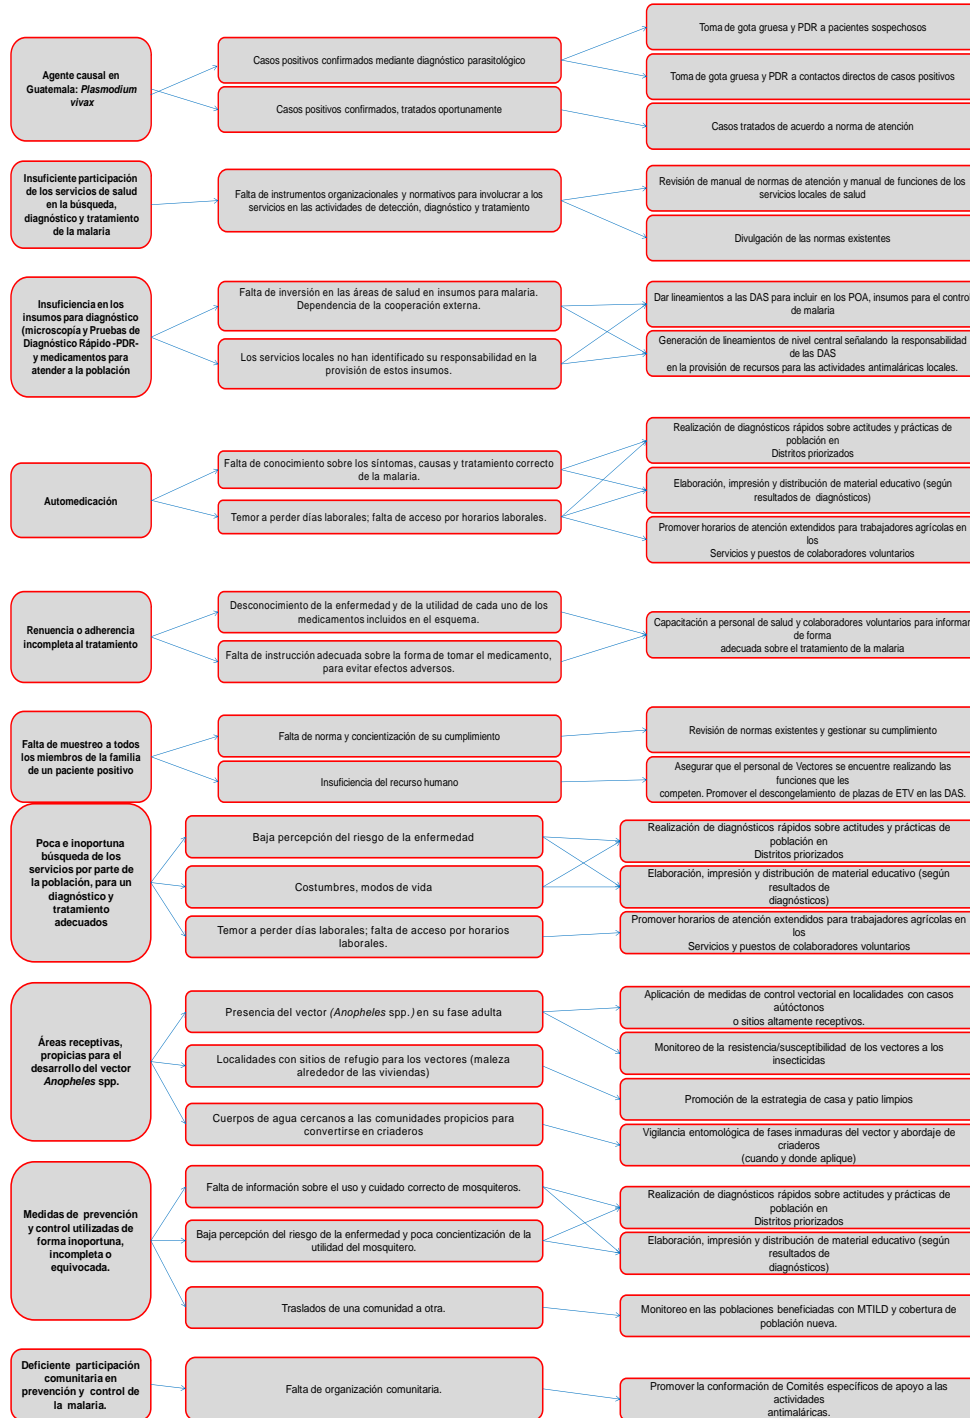 Agente causal en
Guatemala: Plasmodium
vivax
Casos positivos confirmados mediante diagnóstico parasitológico
Casos positivos confirmados, tratados oportunamente
Toma de gota gruesa y PDR a pacientes sospechosos
Toma de gota gruesa y PDR a contactos directos de casos positivos
Casos tratados de acuerdo a norma de atención
Insuficiente participación
de los servicios de salud
en la búsqueda,
diagnóstico y tratamiento
de la malaria
Falta de instrumentos organizacionales y normativos para involucrar a los
servicios en las actividades de detección, diagnóstico y tratamiento
Revisión de manual de normas de atención y manual de funciones de los
servicios locales de salud
Divulgación de las normas existentes
Insuficiencia en los
insumos para diagnóstico
(microscopía y Pruebas de
Diagnóstico Rápido -PDR-
y medicamentos para
atender a la población
Falta de inversión en las áreas de salud en insumos para malaria.
Dependencia de la cooperación externa.
Los servicios locales no han identificado su responsabilidad en la
provisión de estos insumos.
Dar lineamientos a las DAS para incluir en los POA, insumos para el control
de malaria
Generación de lineamientos de nivel central señalando la responsabilidad
de las DAS
en la provisión de recursos para las actividades antimaláricas locales.
Automedicación
Falta de conocimiento sobre los síntomas, causas y tratamiento correcto
de la malaria.
Temor a perder días laborales; falta de acceso por horarios laborales.
Realización de diagnósticos rápidos sobre actitudes y prácticas de
población en
Distritos priorizados
Elaboración, impresión y distribución de material educativo (según
resultados de diagnósticos)
Promover horarios de atención extendidos para trabajadores agrícolas en
los
Servicios y puestos de colaboradores voluntarios
Renuencia o adherencia
incompleta al tratamiento
Desconocimiento de la enfermedad y de la utilidad de cada uno de los
medicamentos incluidos en el esquema.
Falta de instrucción adecuada sobre la forma de tomar el medicamento,
para evitar efectos adversos.
Capacitación a personal de salud y colaboradores voluntarios para informar
de forma
adecuada sobre el tratamiento de la malaria
Falta de muestreo a todos
los miembros de la familia
de un paciente positivo
Falta de norma y concientización de su cumplimiento
Insuficiencia del recurso humano
Revisión de normas existentes y gestionar su cumplimiento
Asegurar que el personal de Vectores se encuentre realizando las
funciones que les
competen. Promover el descongelamiento de plazas de ETV en las DAS.
Poca e inoportuna
búsqueda de los
servicios por parte de
la población, para un
diagnóstico y
tratamiento
adecuados
Baja percepción del riesgo de la enfermedad
Costumbres, modos de vida
Temor a perder días laborales; falta de acceso por horarios
laborales.
Realización de diagnósticos rápidos sobre actitudes y prácticas de
población en
Distritos priorizados
Elaboración, impresión y distribución de material educativo (según
resultados de
diagnósticos)
Promover horarios de atención extendidos para trabajadores agrícolas en
los
Servicios y puestos de colaboradores voluntarios
Áreas receptivas,
propicias para el
desarrollo del vector
Anopheles spp.
Presencia del vector (Anopheles spp.) en su fase adulta
Localidades con sitios de refugio para los vectores (maleza
alrededor de las viviendas)
Cuerpos de agua cercanos a las comunidades propicios para
convertirse en criaderos
Aplicación de medidas de control vectorial en localidades con casos
aútóctonos
o sitios altamente receptivos.
Monitoreo de la resistencia/susceptibilidad de los vectores a los
insecticidas
Promoción de la estrategia de casa y patio limpios
Vigilancia entomológica de fases inmaduras del vector y abordaje de
criaderos
(cuando y donde aplique)
Medidas de prevención
y control utilizadas de
forma inoportuna,
incompleta o
equivocada.
Falta de información sobre el uso y cuidado correcto de mosquiteros.
Baja percepción del riesgo de la enfermedad y poca concientización de la
utilidad del mosquitero.
Traslados de una comunidad a otra.
Realización de diagnósticos rápidos sobre actitudes y prácticas de
población en
Distritos priorizados
Elaboración, impresión y distribución de material educativo (según
resultados de
diagnósticos)
Monitoreo en las poblaciones beneficiadas con MTILD y cobertura de
población nueva.
Deficiente participación
comunitaria en
prevención y control de
la malaria.
Falta de organización comunitaria.
Promover la conformación de Comités específicos de apoyo a las
actividades
antimaláricas.